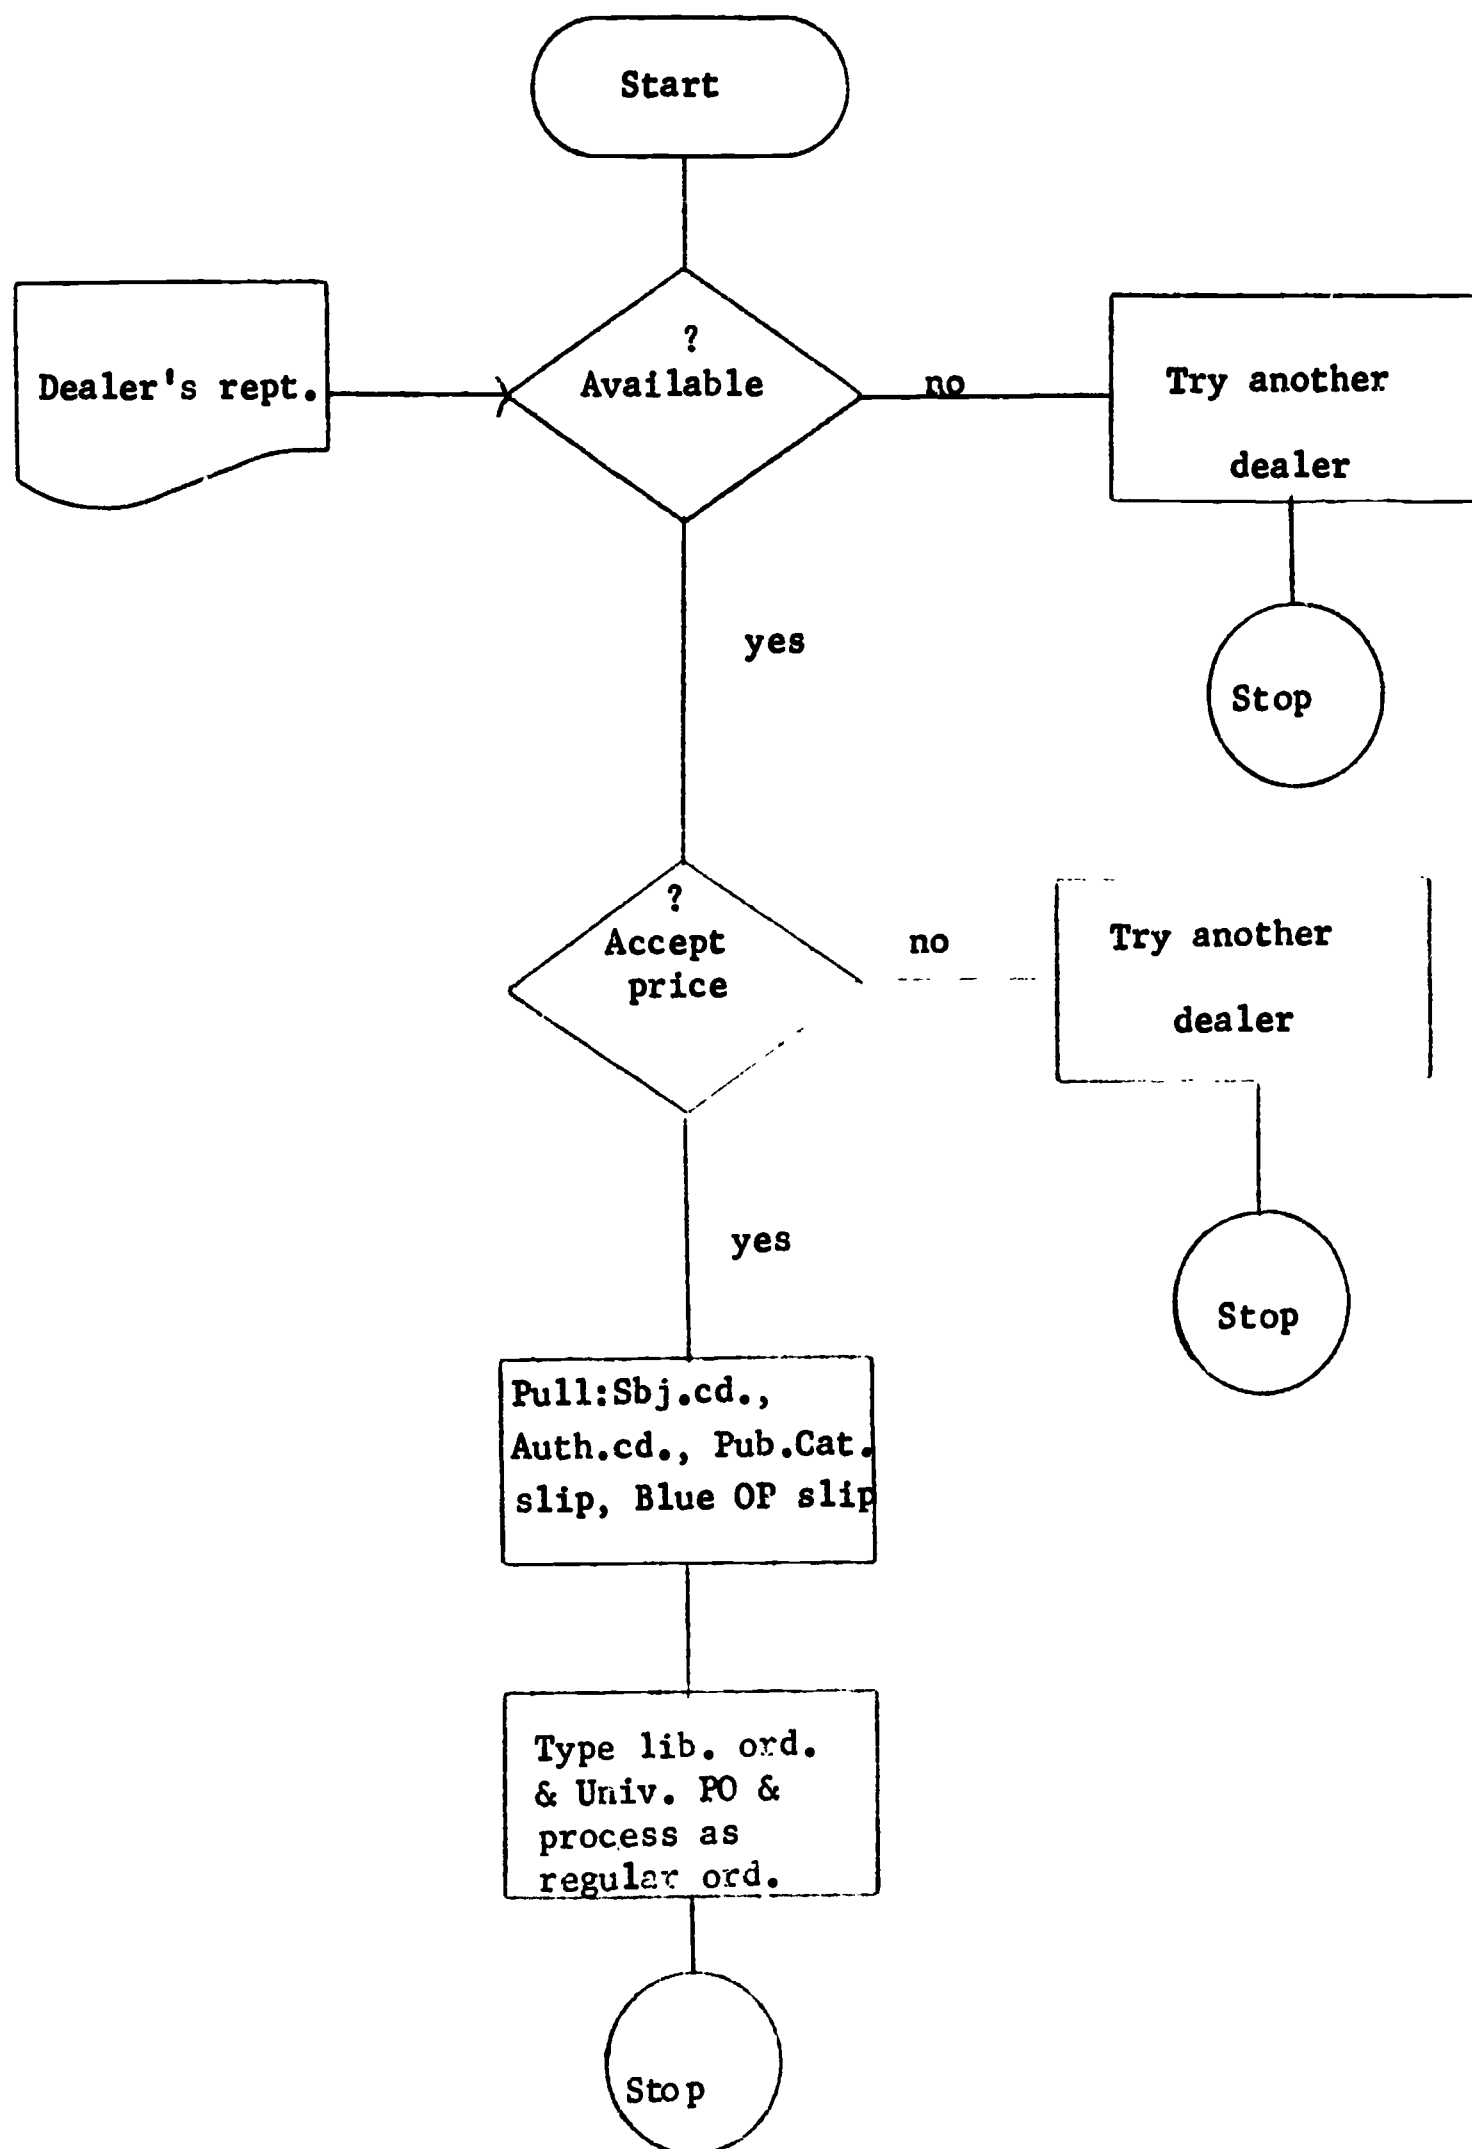 Start
Dealer's rept.
?
Available
no
Try another
dealer
yes
Stop
?
Accept
price
no
Try another
dealer
yes
Stop
Pull:Sbj.cd.,
Auth.cd., Pub.Cat.
slip, Blue OP slip
Type lib. ord.
& Univ. PO &
process as
regular ord.
Stop